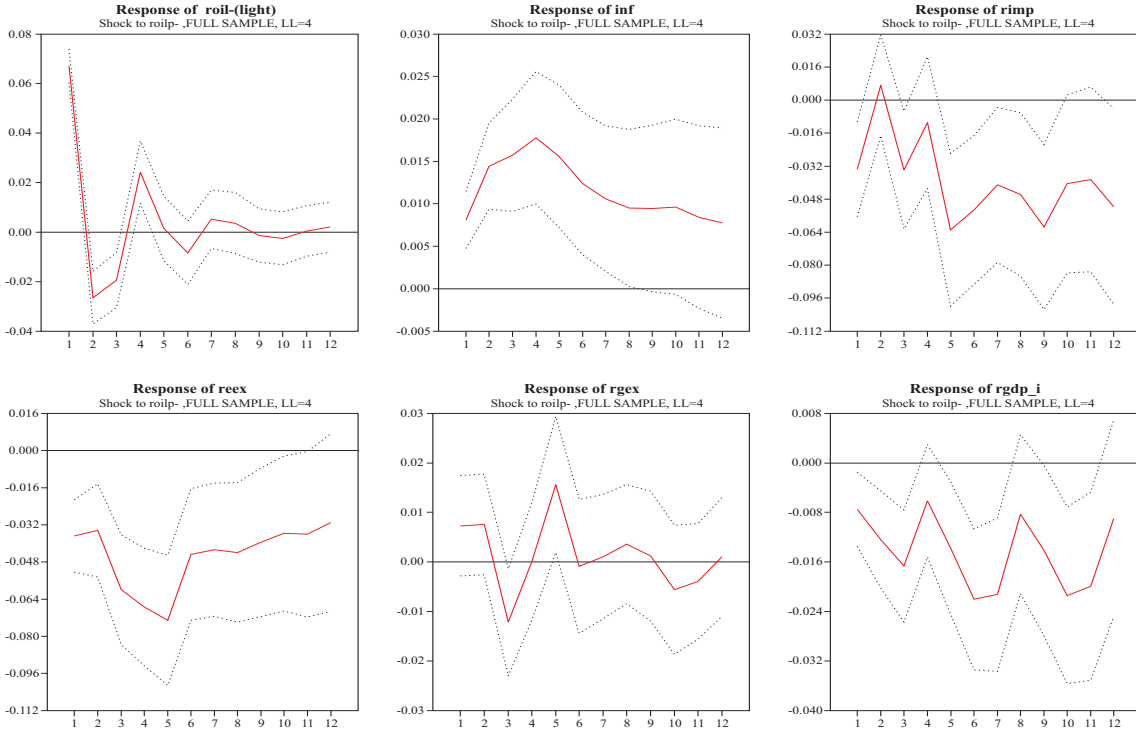 Response of roil-(light)
Shock to roilp- ,FULL SAMPLE, LL=4
0.08
0.06
0.04
0.02
0.00
-0.02
-0.04
1 2 3 4 5 6 7 8 9 10 11 12
Response of inf
Shock to roilp- ,FULL SAMPLE, LL=4
0.030
0.025
0.020
0.015
0.010
0.005
0.000
-0.005
1 2 3 4 5 6 7 8 9 10 11 12
Response of rimp
Shock to roilp- ,FULL SAMPLE, LL=4
0.032
0.016
0.000
-0.016
-0.032
-0.048
-0.064
-0.080
-0.096
-0.112
1 2 3 4 5 6 7 8 9 10 11 12
Response of reex
Shock to roilp- ,FULL SAMPLE, LL=4
0.016
0.000
-0.016
-0.032
-0.048
-0.064
-0.080
-0.096
-0.112
1 2 3 4 5 6 7 8 9 10 11 12
Response of rgex
Shock to roilp- ,FULL SAMPLE, LL=4
0.03
0.02
0.01
0.00
-0.01
-0.02
-0.03
1 2 3 4 5 6 7 8 9 10 11 12
Response of rgdp_i
Shock to roilp- ,FULL SAMPLE, LL=4
0.008
0.000
-0.008
-0.016
-0.024
-0.032
-0.040
1 2 3 4 5 6 7 8 9 10 11 12